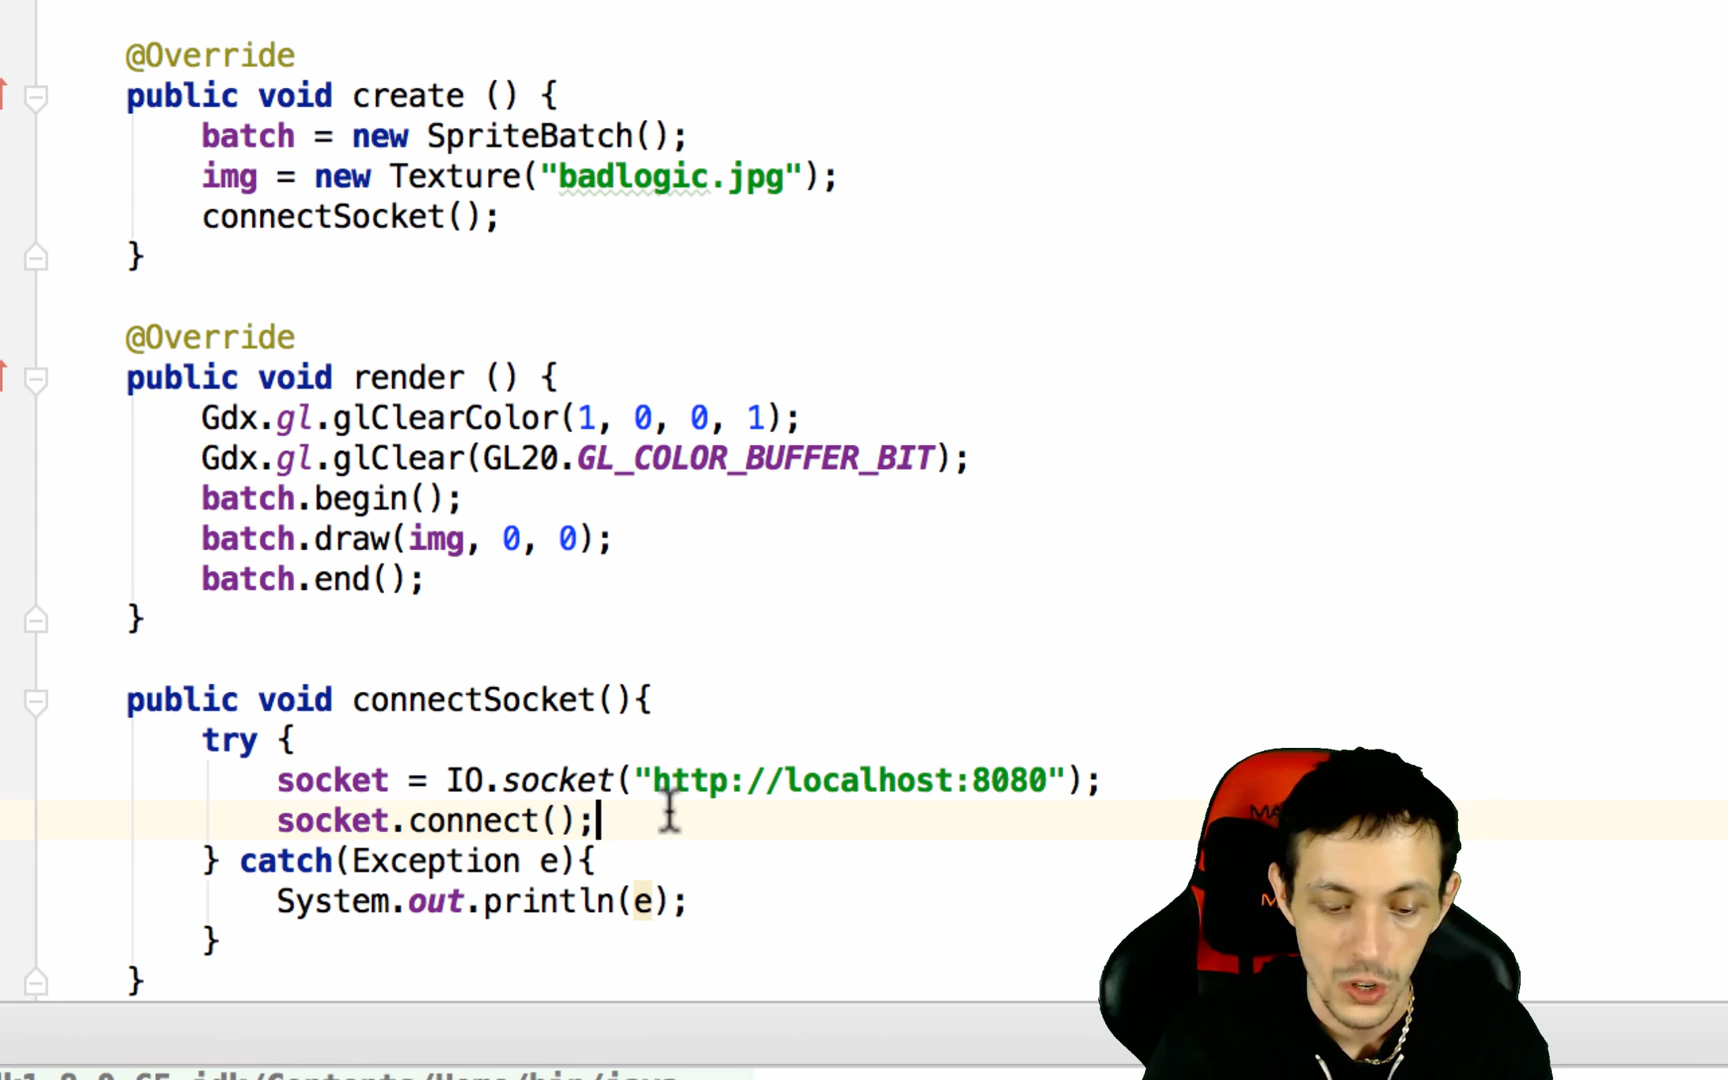 @Override
public void create () {
batch = new SpriteBatch();
img = new Texture("badlogic.jpg");
connectSocket();
}
@Override
public void render () {
Gdx.gl.glClearColor(1, 0, 0, 1);
Gdx.gl.glClear(GL20.GL_COLOR_BUFFER_BIT);
batch.begin();
batch.draw(img, 0, 0);
batch.end();
}
public void connectSocket(){
try {
socket = IO.socket("http://localhost:8080");
socket.connect();
} catch(Exception e){
System.out.println(e);
}
}